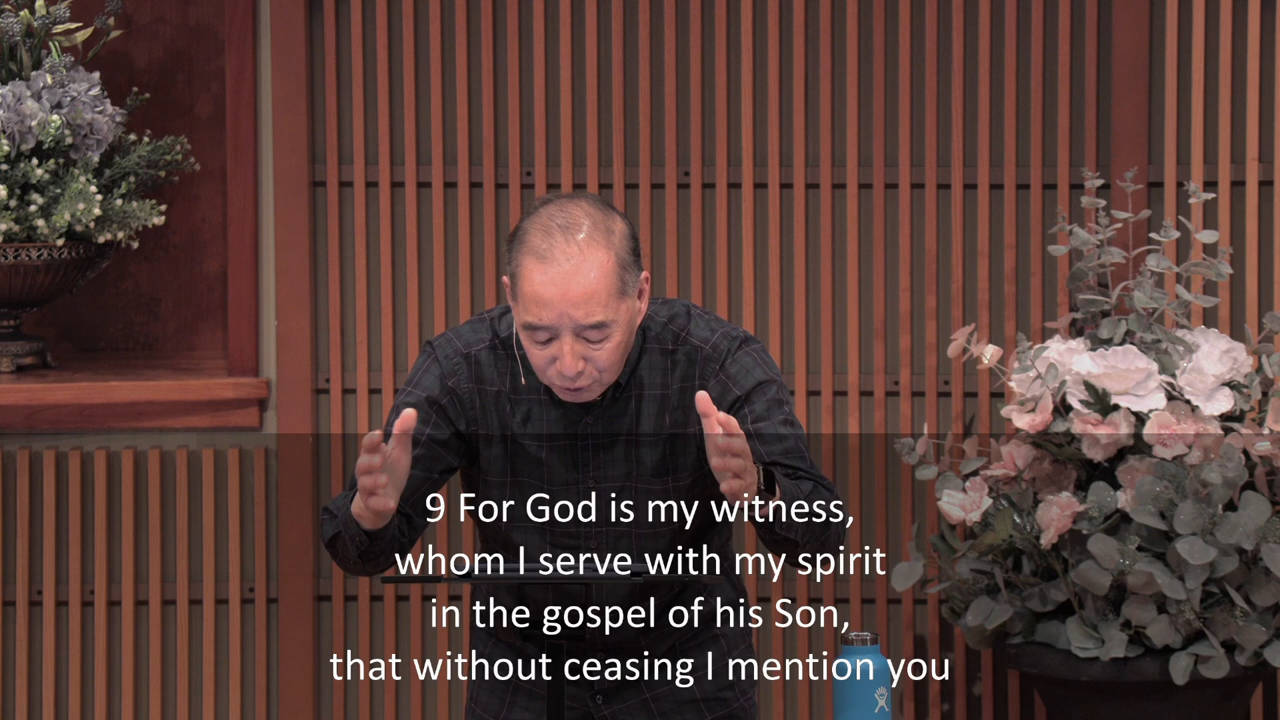 9 For God is my witness,
whom I serve with my spirit
in the gospel of his Son,
that without ceasing I mention you